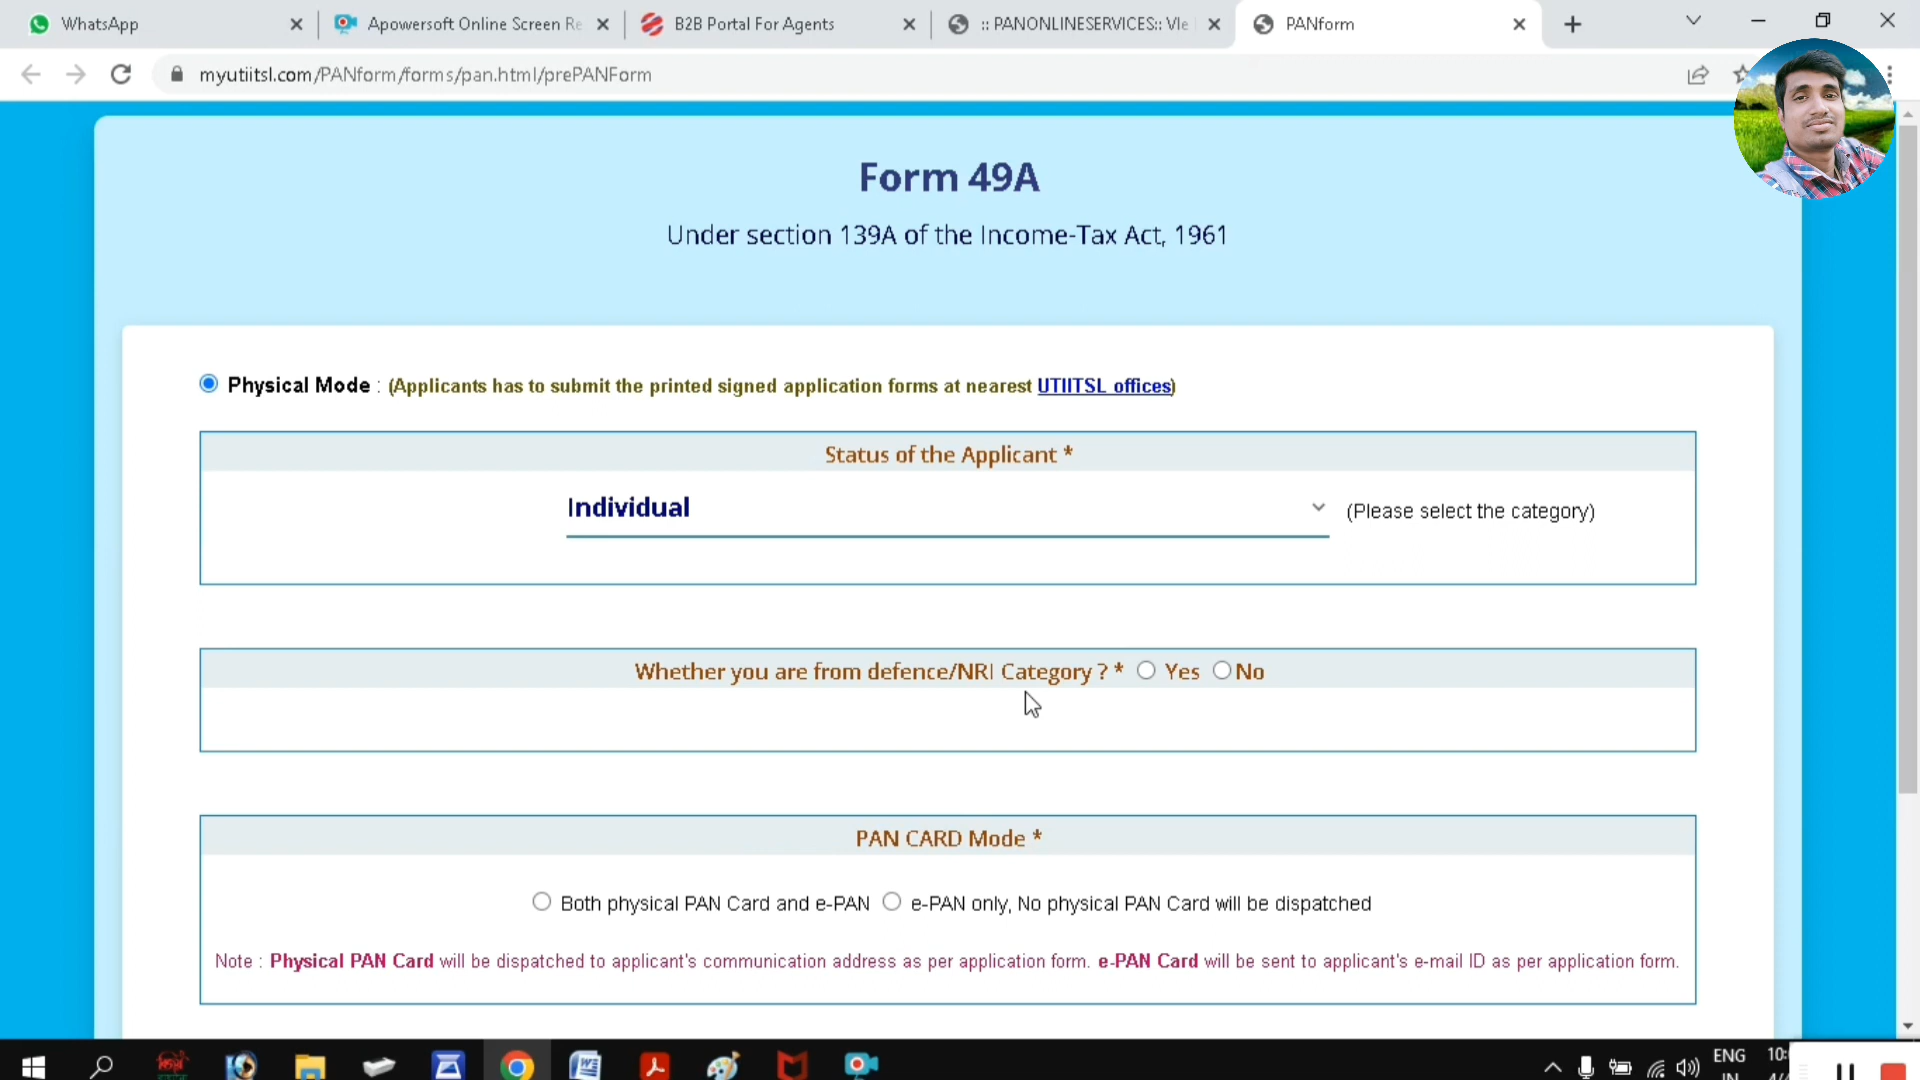 WhatsApp
Apowersoft Online Screen Re
B2B Portal For Agents
:: PANONLINESERVICES:: Vle
PANform
myutiitsl.com/PANform/forms/pan.html/prePANForm
Form 49A
Under section 139A of the Income-Tax Act, 1961
Physical Mode : (Applicants has to submit the printed signed application forms at nearest UTIITSL offices)
Status of the Applicant *
Individual
(Please select the category)
Whether you are from defence/NRI Category ? * Yes No
PAN CARD Mode *
Both physical PAN Card and e-PAN e-PAN only, No physical PAN Card will be dispatched
Note : Physical PAN Card will be dispatched to applicant's communication address as per application form. e-PAN Card will be sent to applicant's e-mail ID as per application form.
ENG
IN